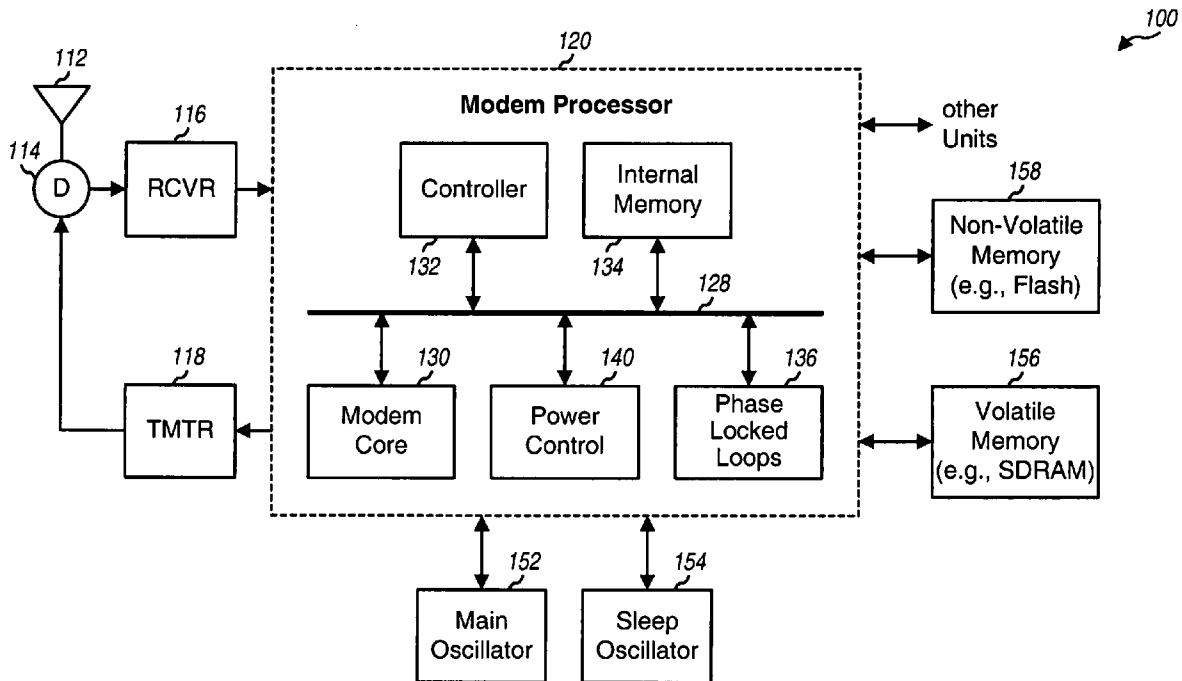 100
112
120
Modem Processor
116
114
D
RCVR
Controller
132
Internal
Memory
134
other
Units
158
Non-Volatile
Memory
(e.g., Flash)
128
118
TMTR
130
Modem
Core
140
Power
Control
136
Phase
Locked
Loops
156
Volatile
Memory
(e.g., SDRAM)
152
Main
Oscillator
154
Sleep
Oscillator